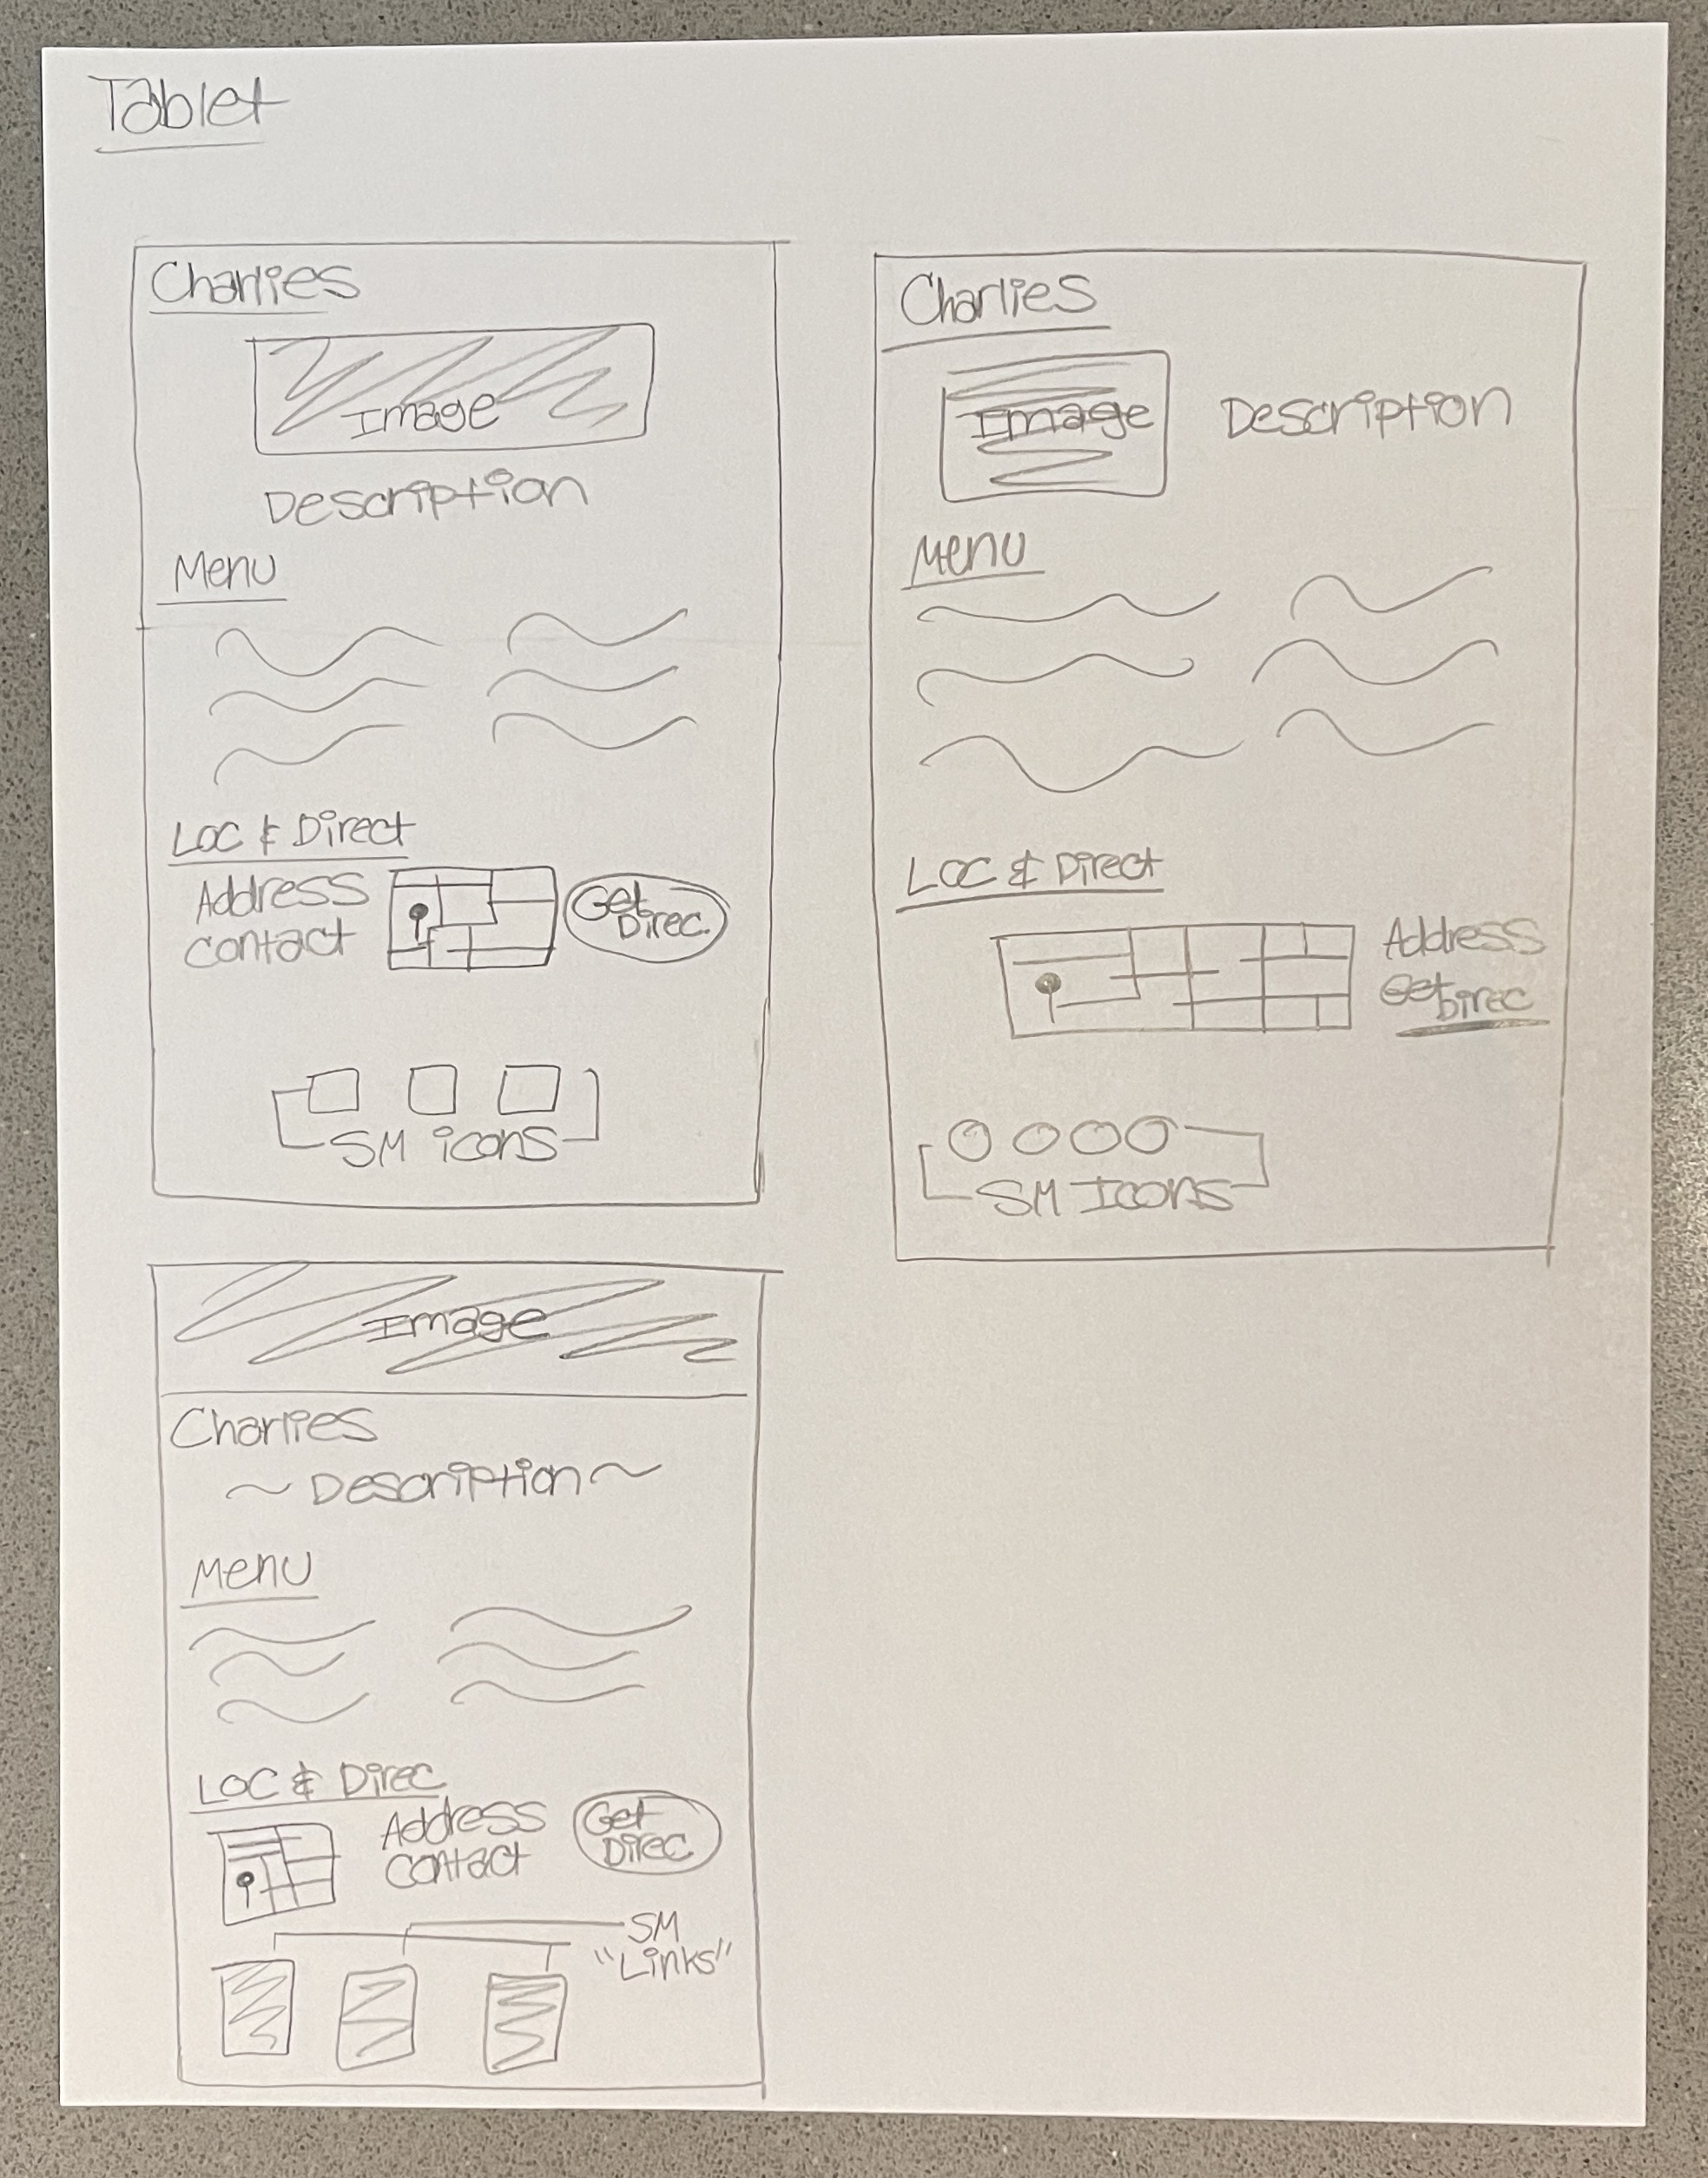 Tablet
Charlies
Image
Description
Menu
Loc & Direct
Address
Contact
Get
Direc.
SM icons
Charlies
Image
Description
Menu
Loc & Direct
Address
Get
Direc
SM Icons
Image
Charlies
~ Description ~
Menu
Loc & Direc
Address
Contact
Get
Direc
SM
"Links"